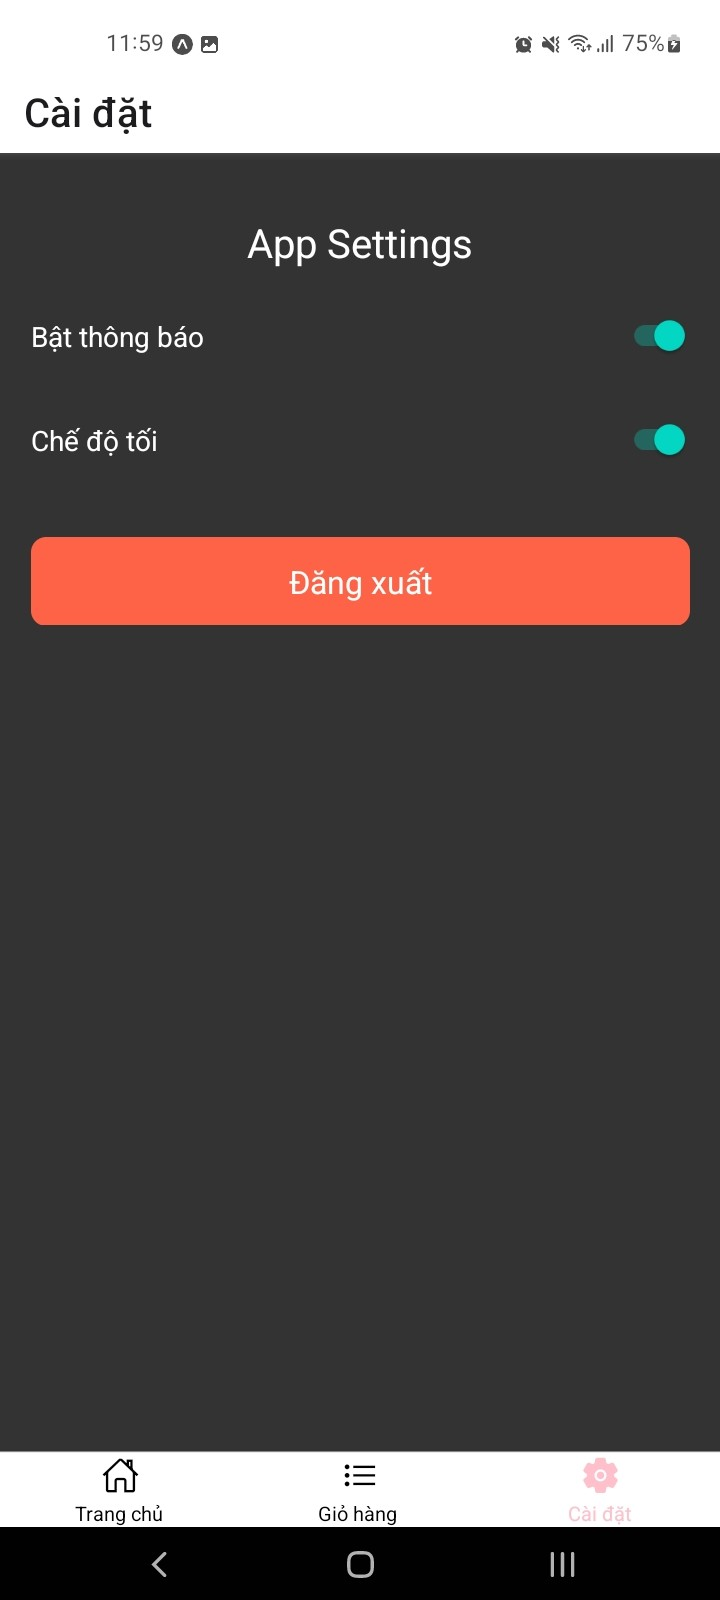 11:59 75%
Cài đặt
App Settings
Bật thông báo
Chế độ tối
Đăng xuất
Trang chủ Giỏ hàng Cài đặt